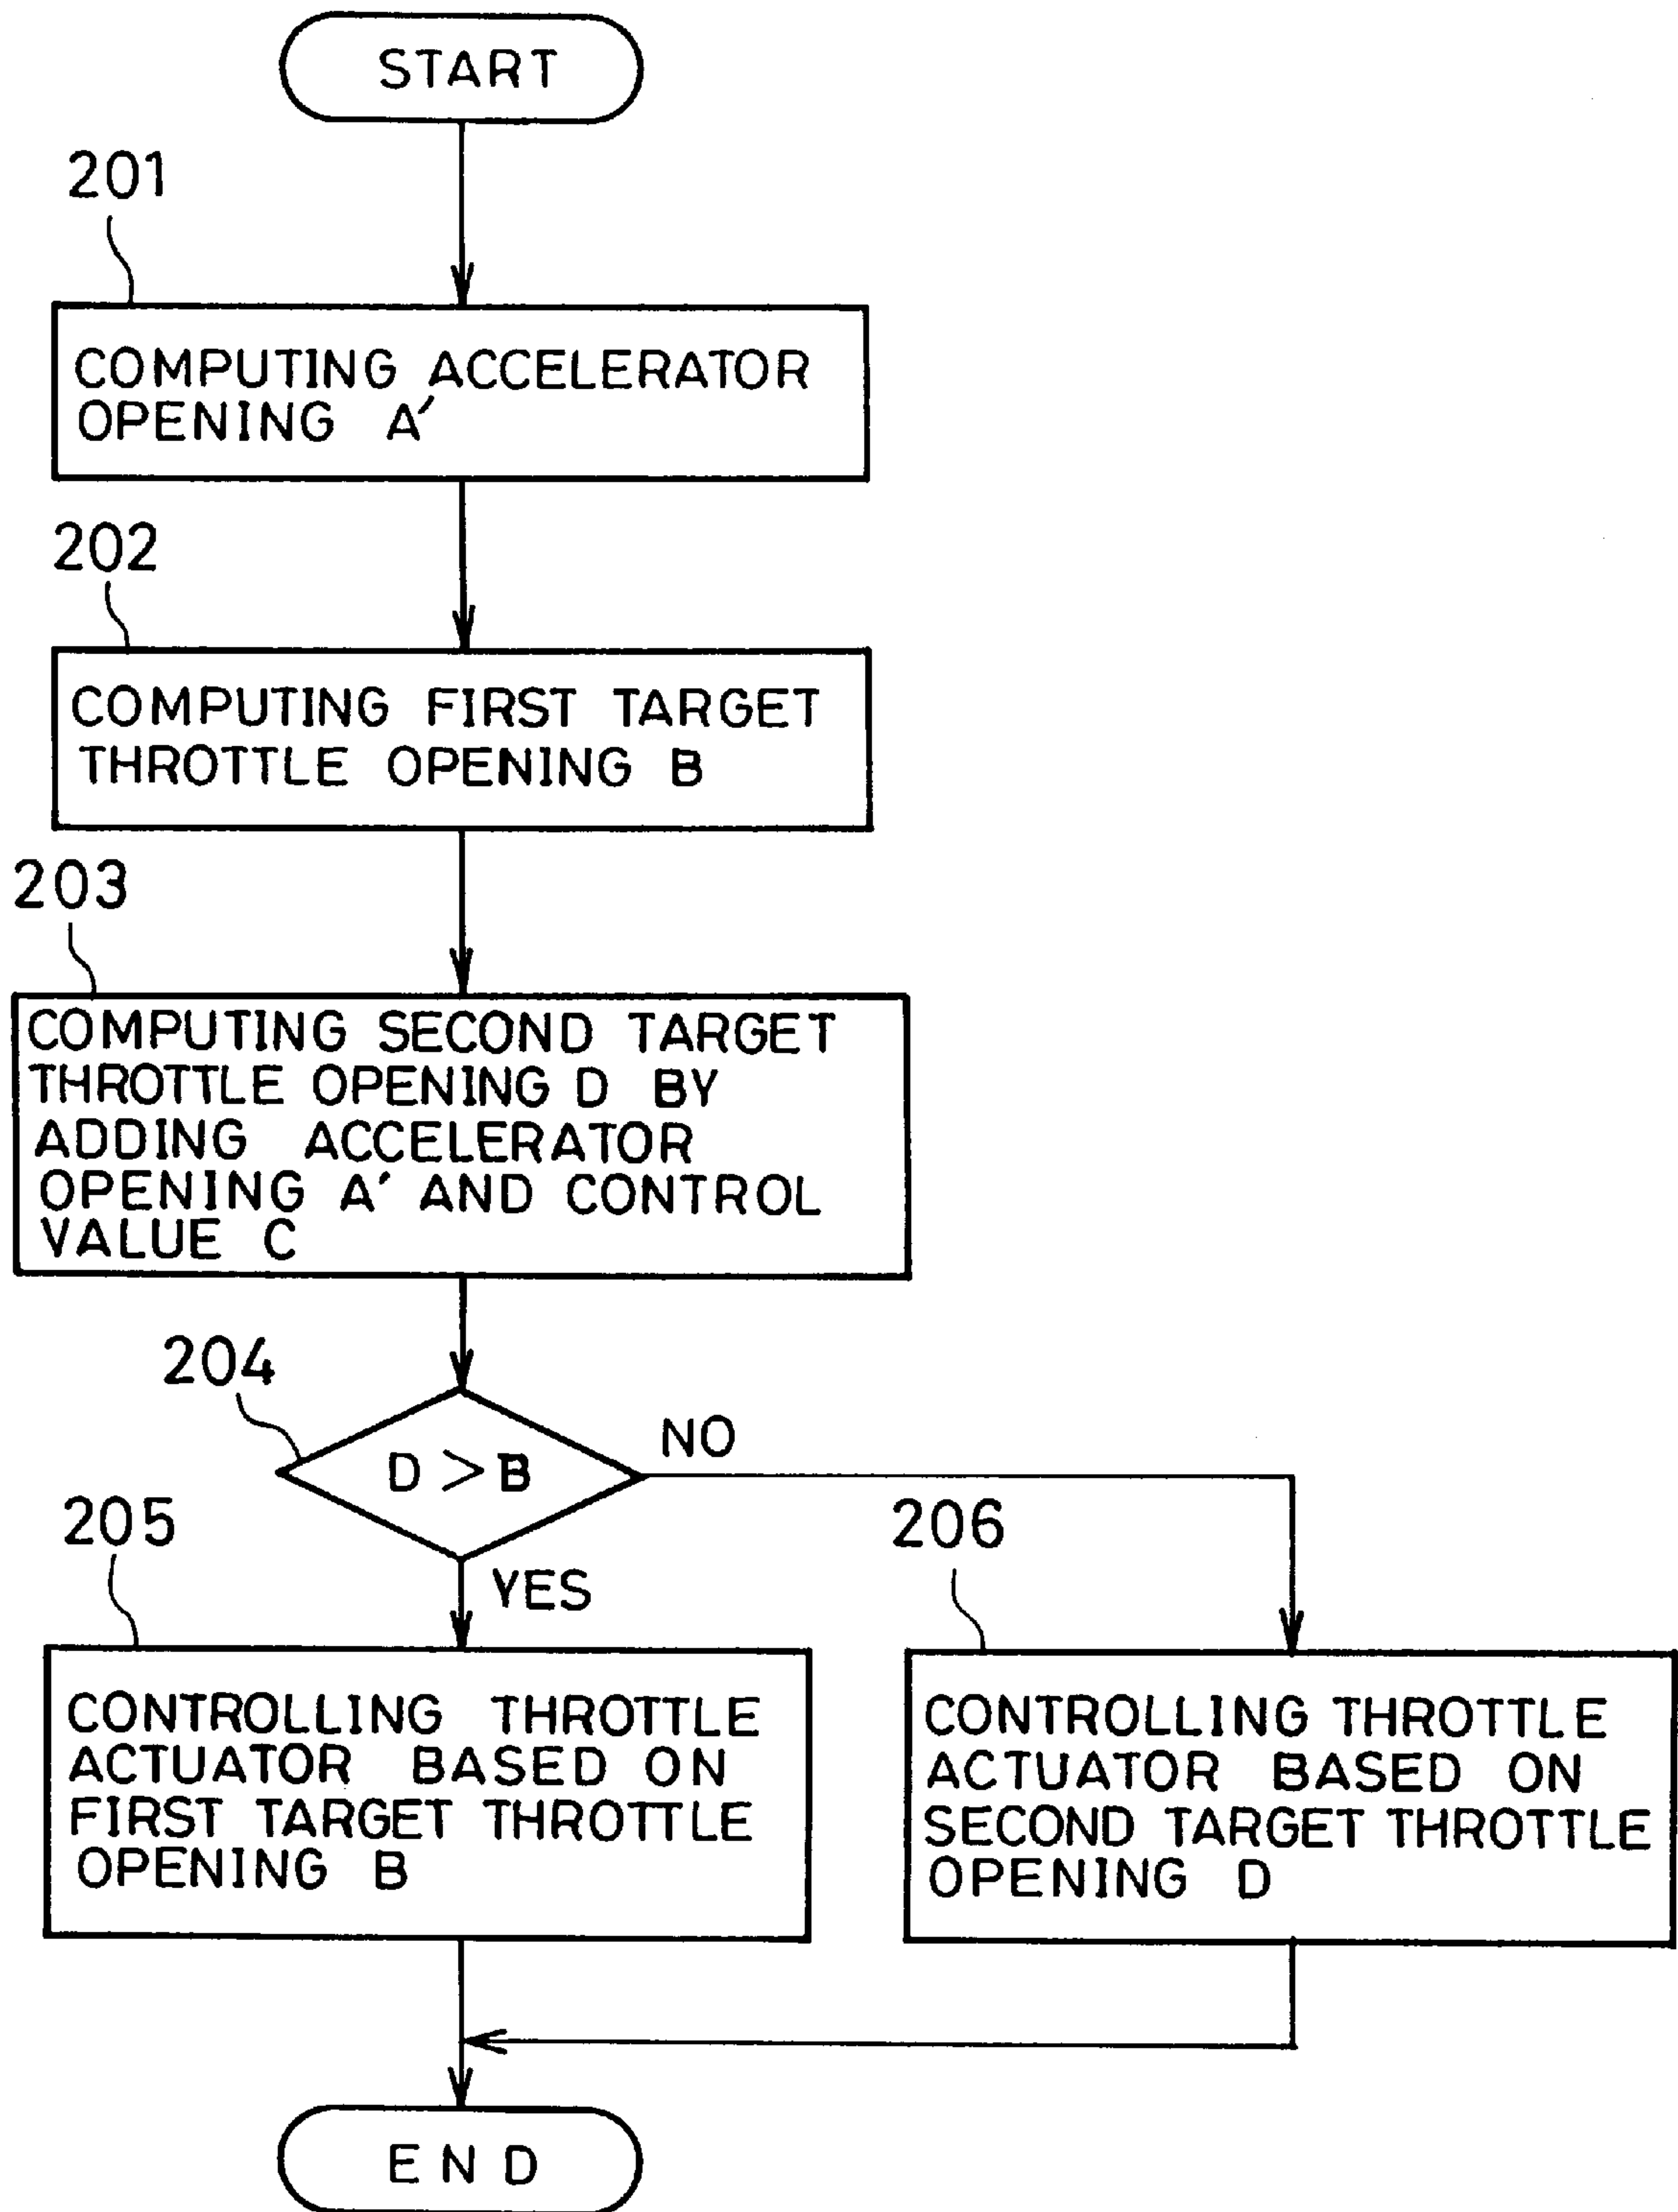 START
201
COMPUTING ACCELERATOR
OPENING A'
202
COMPUTING FIRST TARGET
THROTTLE OPENING B
203
COMPUTING SECOND TARGET
THROTTLE OPENING D BY
ADDING ACCELERATOR
OPENING A' AND CONTROL
VALUE C
204
D > B
NO
YES
205
CONTROLLING THROTTLE
ACTUATOR BASED ON
FIRST TARGET THROTTLE
OPENING B
206
CONTROLLING THROTTLE
ACTUATOR BASED ON
SECOND TARGET THROTTLE
OPENING D
END